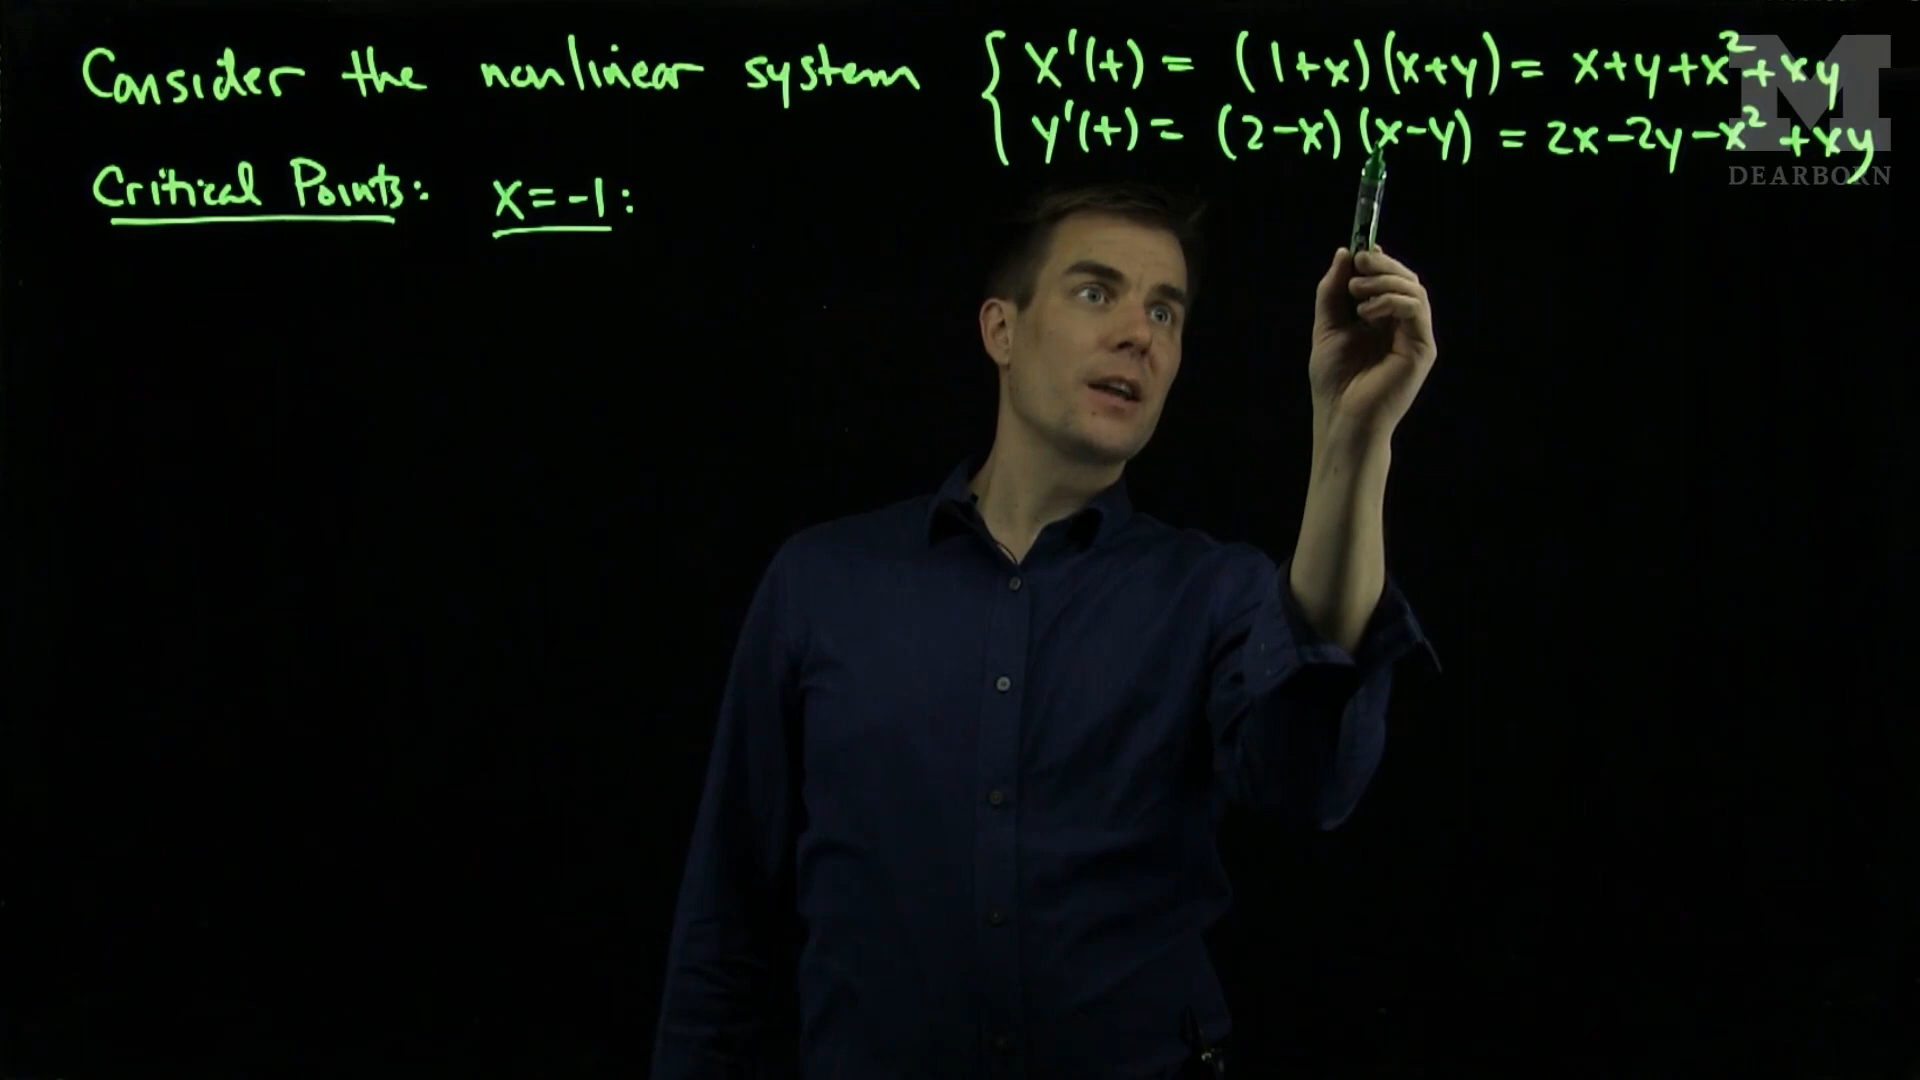 Consider the nonlinear system { x'(t) = (1+x)(x+y) = x+y+x²+xy
y'(t) = (2-x)(x-y) = 2x-2y-x²+xy
Critical Points: x=-1:
M
DEARBORN